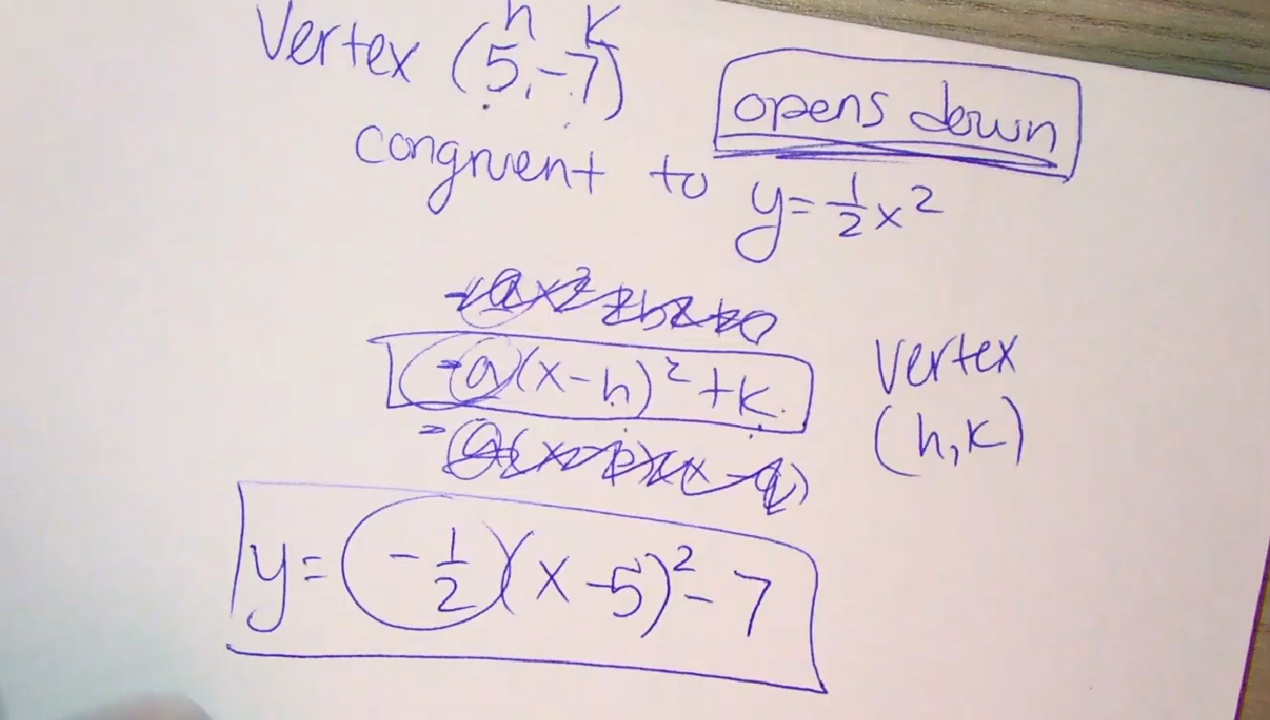 h k
Vertex (5, -7)
opens down
congruent to y = 1/2 x²
-a(x-h)² + k
Vertex
(h, k)
y = -1/2 (x-5)² - 7